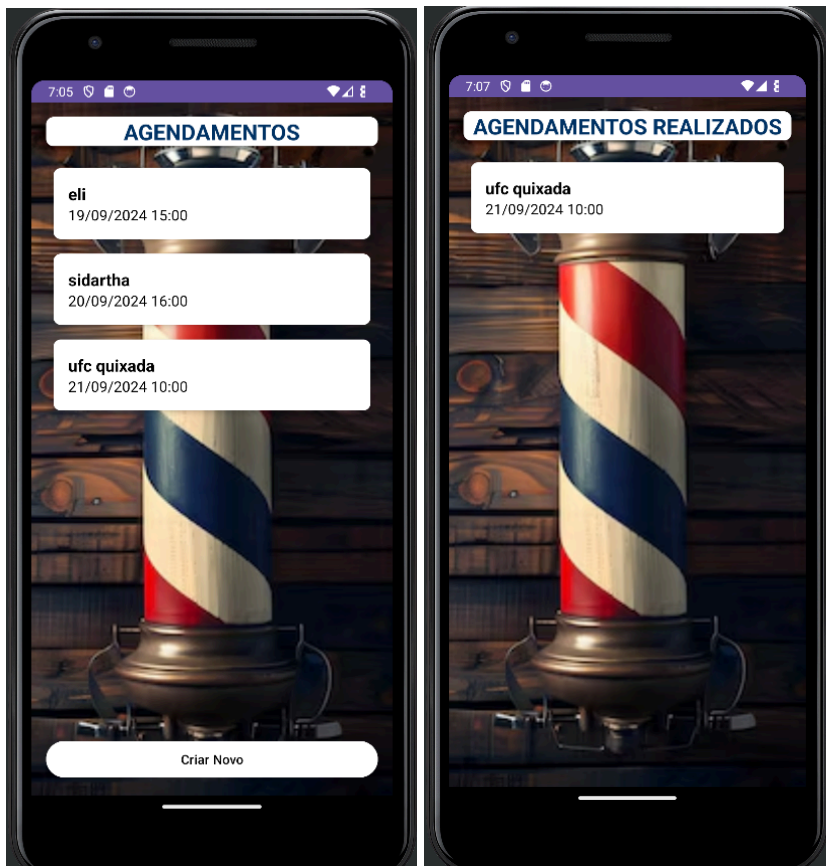 7:05
AGENDAMENTOS
eli
19/09/2024 15:00
sidartha
20/09/2024 16:00
ufc quixada
21/09/2024 10:00
Criar Novo
7:07
AGENDAMENTOS REALIZADOS
ufc quixada
21/09/2024 10:00